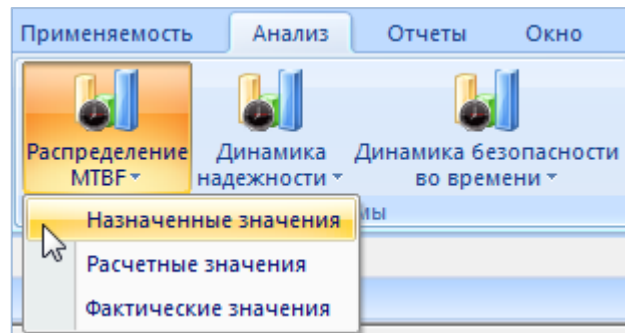 Применяемость Анализ Отчеты Окно
Распределение MTBF
Динамика надежности
Динамика безопасности во времени
Назначенные значения
Расчетные значения
Фактические значения